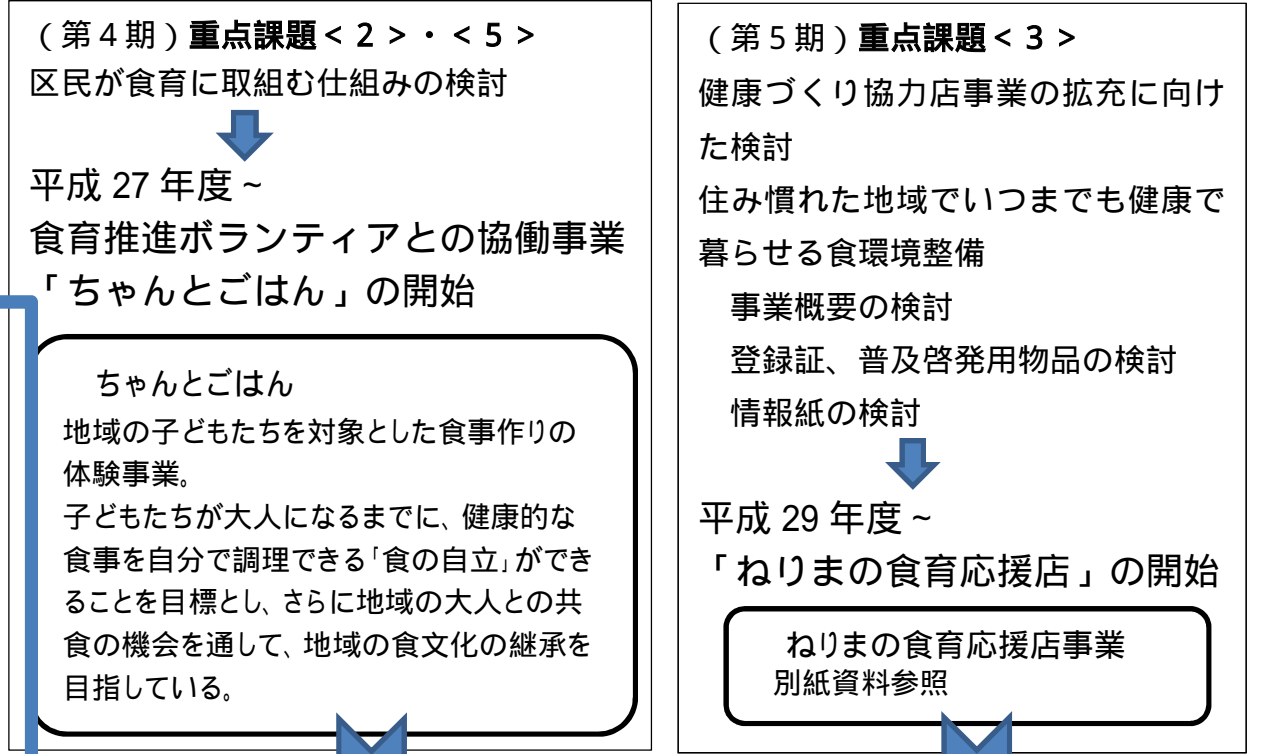 （第４期）重点課題＜２＞・＜５＞
区民が食育に取組む仕組みの検討
平成 27 年度～
食育推進ボランティアとの協働事業
「ちゃんとごはん」の開始
ちゃんとごはん
地域の子どもたちを対象とした食事作りの
体験事業。
子どもたちが大人になるまでに、健康的な
食事を自分で調理できる「食の自立」ができ
ることを目標とし、さらに地域の大人との共
食の機会を通して、地域の食文化の継承を
目指している。
（第５期）重点課題＜３＞
健康づくり協力店事業の拡充に向け
た検討
住み慣れた地域でいつまでも健康で
暮らせる食環境整備
事業概要の検討
登録証、普及啓発用物品の検討
情報紙の検討
平成 29 年度～
「ねりまの食育応援店」の開始
ねりまの食育応援店事業
別紙資料参照